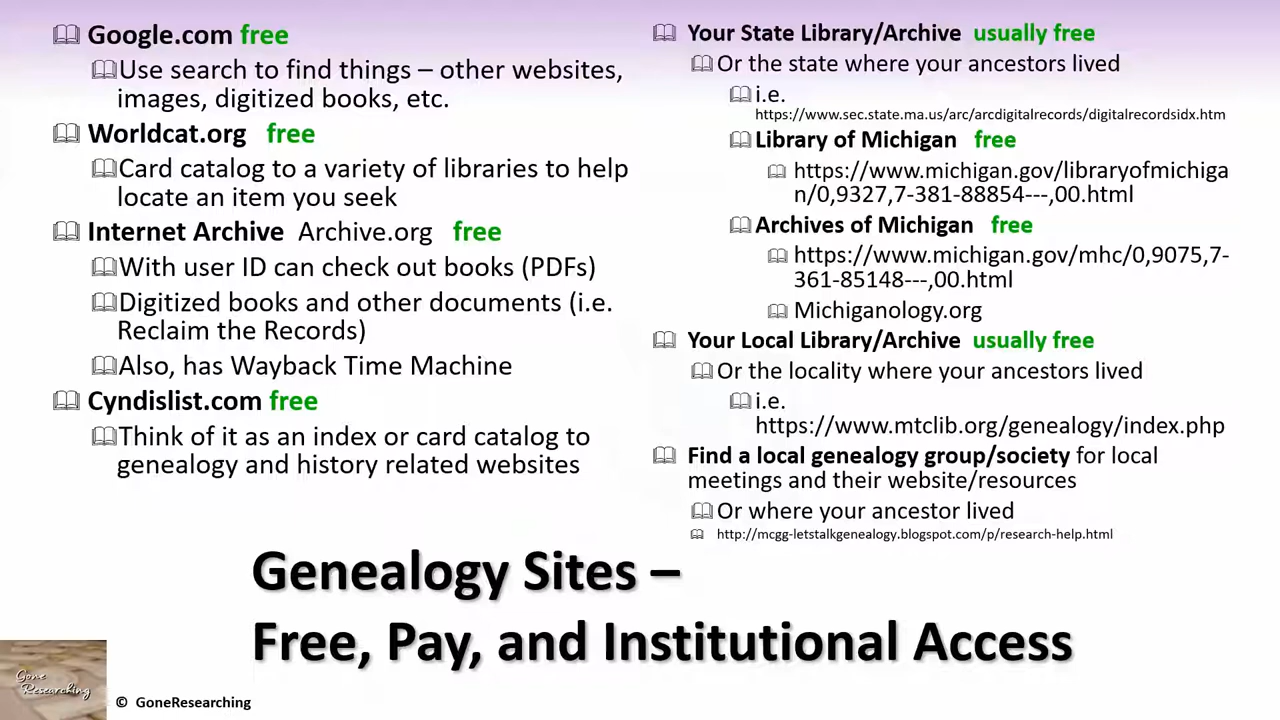 Google.com free
Use search to find things – other websites,
images, digitized books, etc.
Worldcat.org free
Card catalog to a variety of libraries to help
locate an item you seek
Internet Archive Archive.org free
With user ID can check out books (PDFs)
Digitized books and other documents (i.e.
Reclaim the Records)
Also, has Wayback Time Machine
Cyndislist.com free
Think of it as an index or card catalog to
genealogy and history related websites
Your State Library/Archive usually free
Or the state where your ancestors lived
i.e.
https://www.sec.state.ma.us/arc/arcdigitalrecords/digitalrecordsidx.htm
Library of Michigan free
https://www.michigan.gov/libraryofmichiga
n/0,9327,7-381-88854---,00.html
Archives of Michigan free
https://www.michigan.gov/mhc/0,9075,7-
361-85148---,00.html
Michiganology.org
Your Local Library/Archive usually free
Or the locality where your ancestors lived
i.e.
https://www.mtclib.org/genealogy/index.php
Find a local genealogy group/society for local
meetings and their website/resources
Or where your ancestor lived
http://mcgg-letstalkgenealogy.blogspot.com/p/research-help.html
Genealogy Sites –
Free, Pay, and Institutional Access
Gone
Researching
© GoneResearching